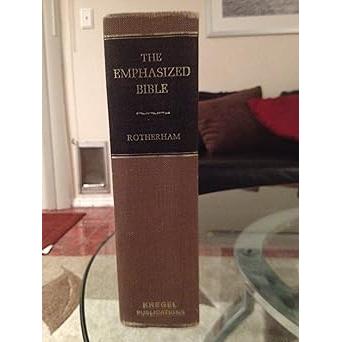 THE
EMPHASIZED
BIBLE
ROTHERHAM
KREGEL
PUBLICATIONS